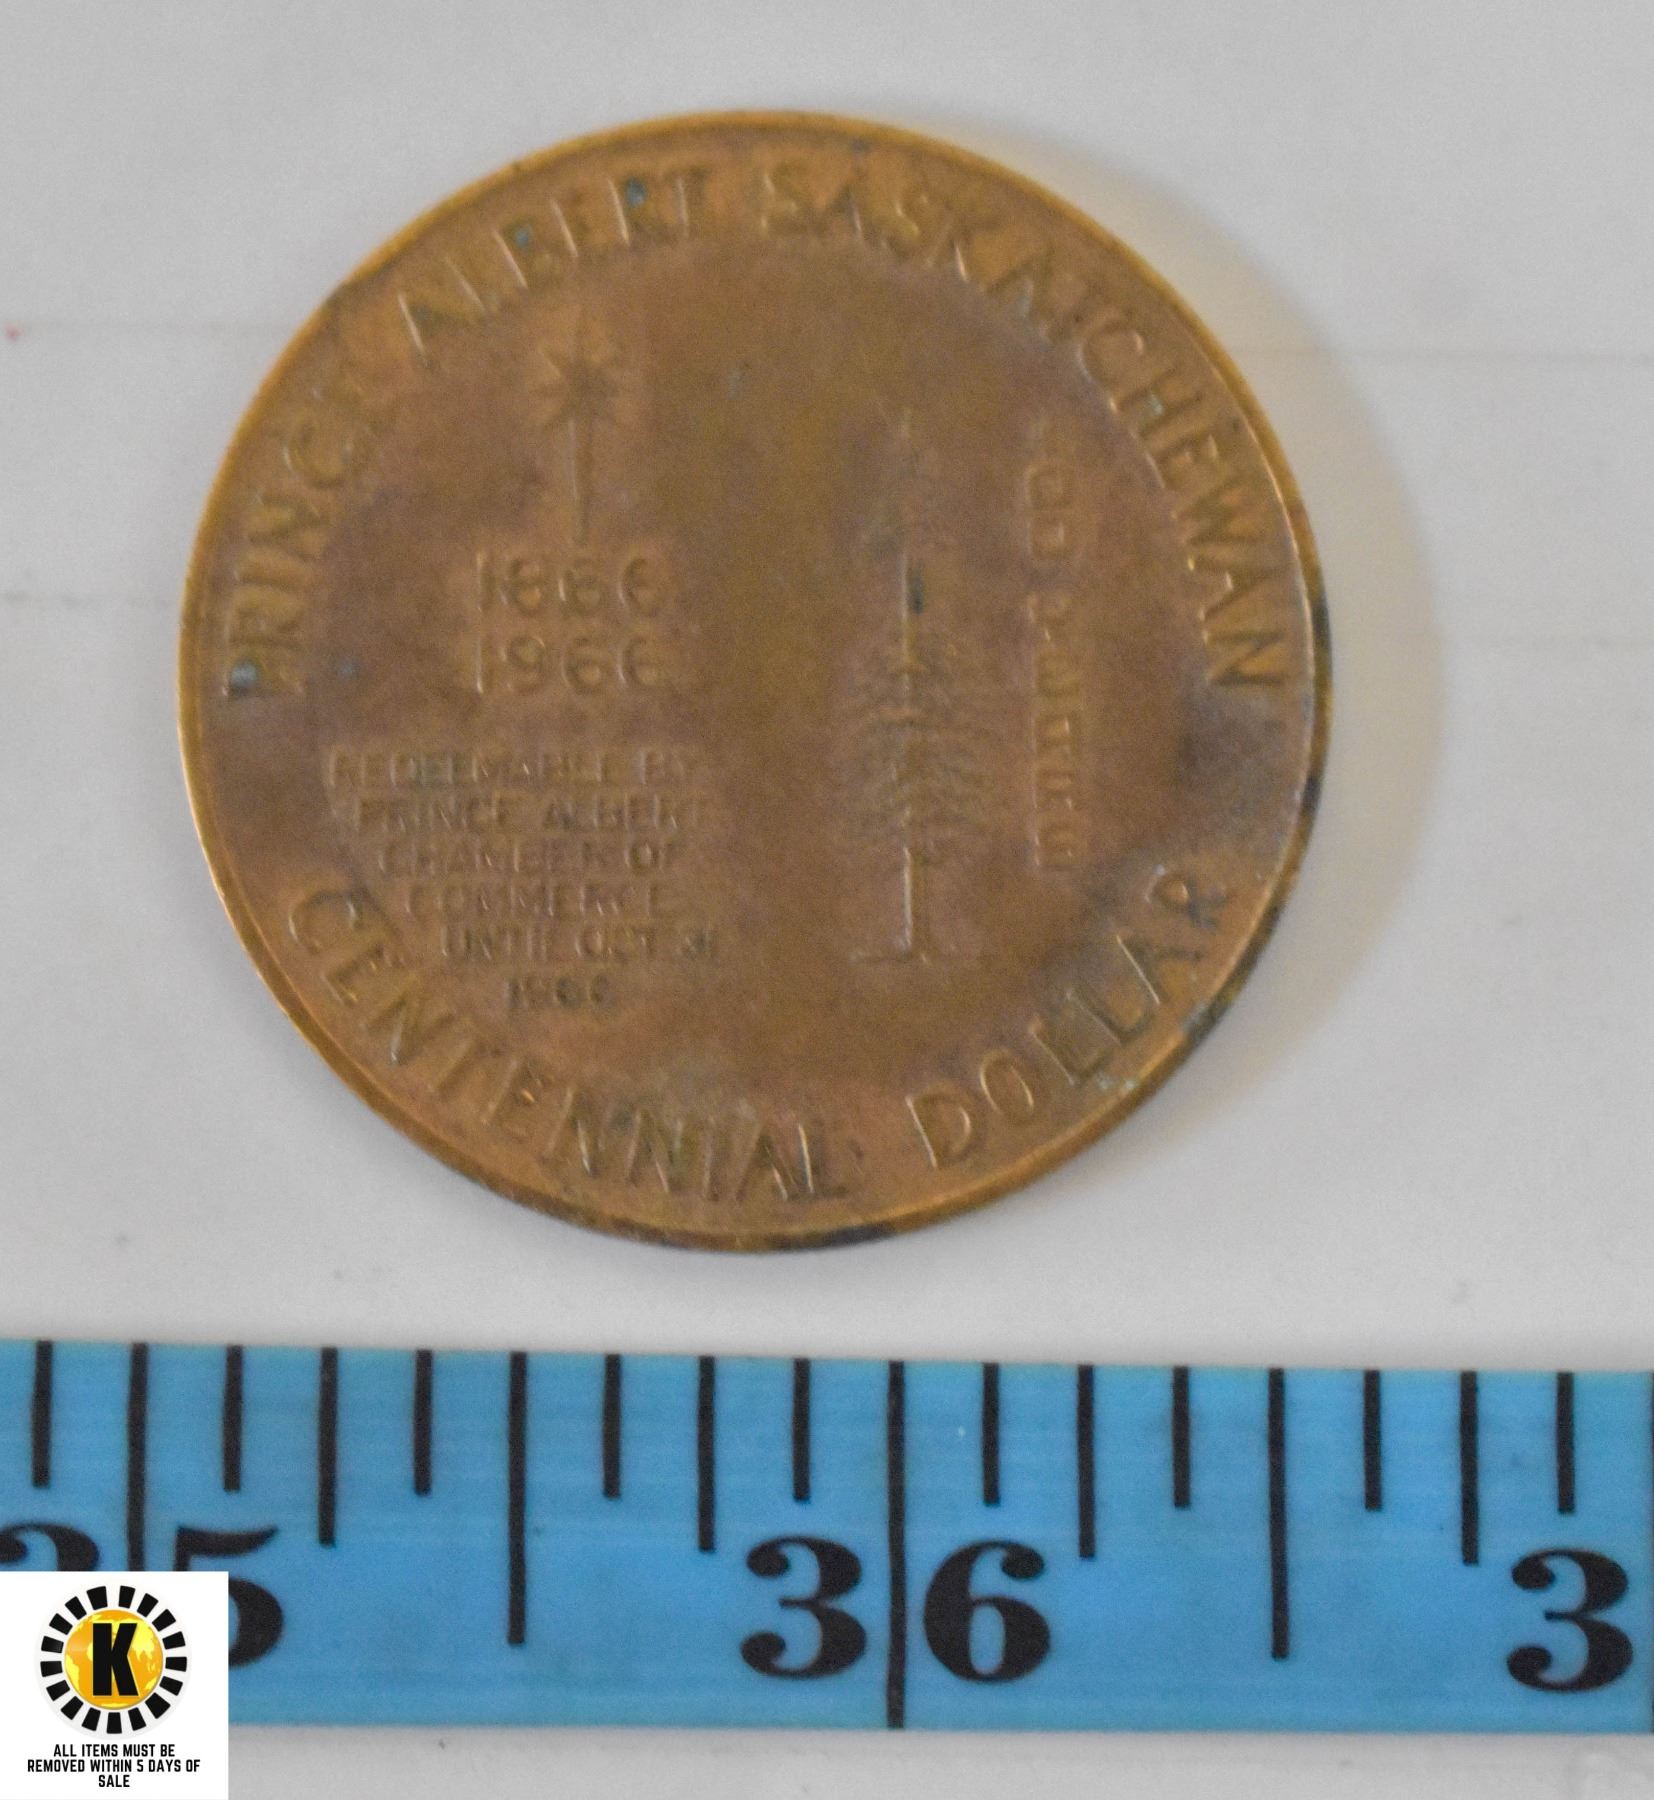 PRINCE ALBERT SASKATCHEWAN
1866
1966
REDEEMABLE BY
PRINCE ALBERT
CHAMBER OF
COMMERCE
UNTIL OCT 31
1966
CENTENNIAL DOLLAR
35
36
3
K
ALL ITEMS MUST BE
REMOVED WITHIN 5 DAYS OF
SALE